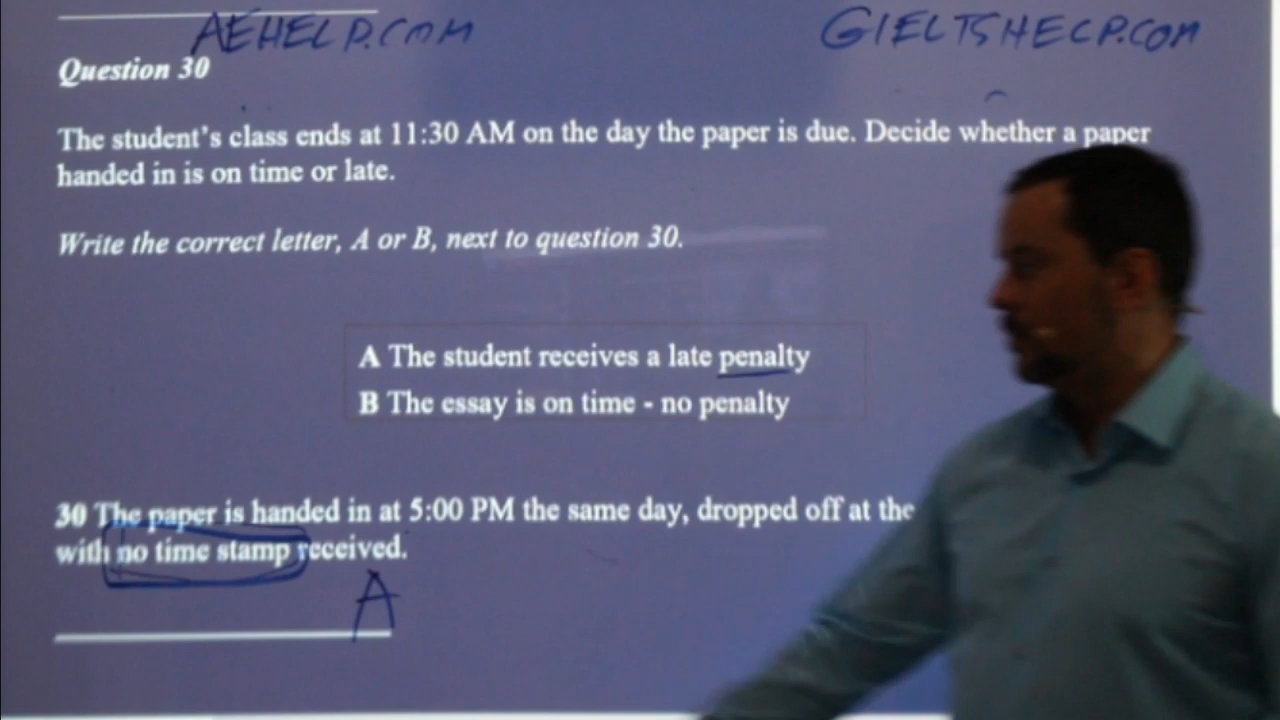 AEHELP.COM GIELTSHELP.COM
Question 30
The student's class ends at 11:30 AM on the day the paper is due. Decide whether a paper
handed in is on time or late.
Write the correct letter, A or B, next to question 30.
A The student receives a late penalty
B The essay is on time - no penalty
30 The paper is handed in at 5:00 PM the same day, dropped off at the
with no time stamp received.
A